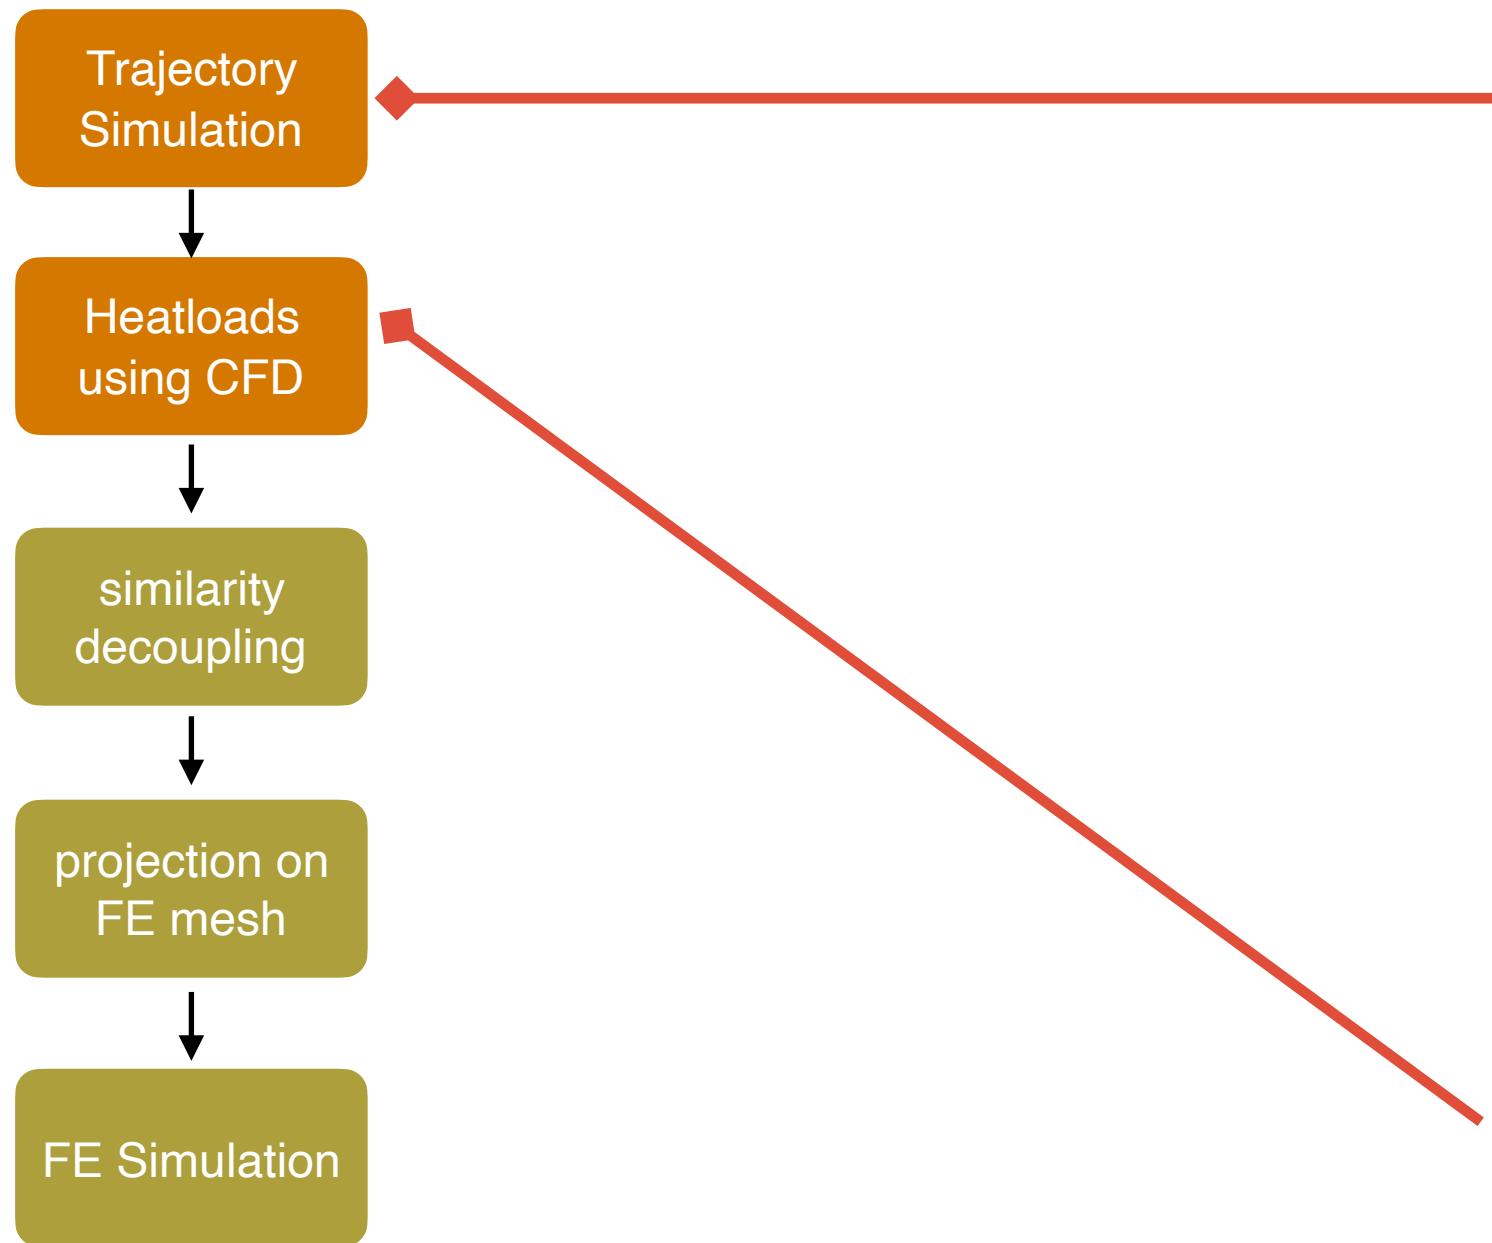 Trajectory
Simulation
Heatloads
using CFD
similarity
decoupling
projection on
FE mesh
FE Simulation